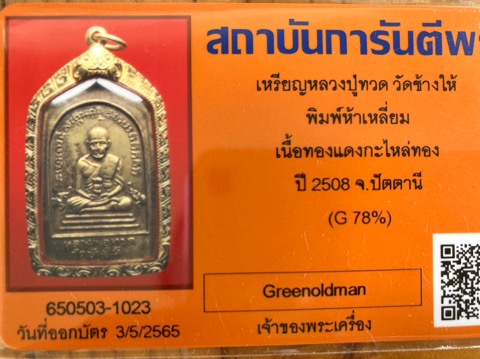 สถาบันการันตีพ
เหรียญหลวงปู่ทวด วัดช้างให้
พิมพ์ห้าเหลี่ยม
เนื้อทองแดงกะไหล่ทอง
ปี 2508 จ.ปัตตานี
(G 78%)
Greenoldman
เจ้าของพระเครื่อง
650503-1023
วันที่ออกบัตร 3/5/2565